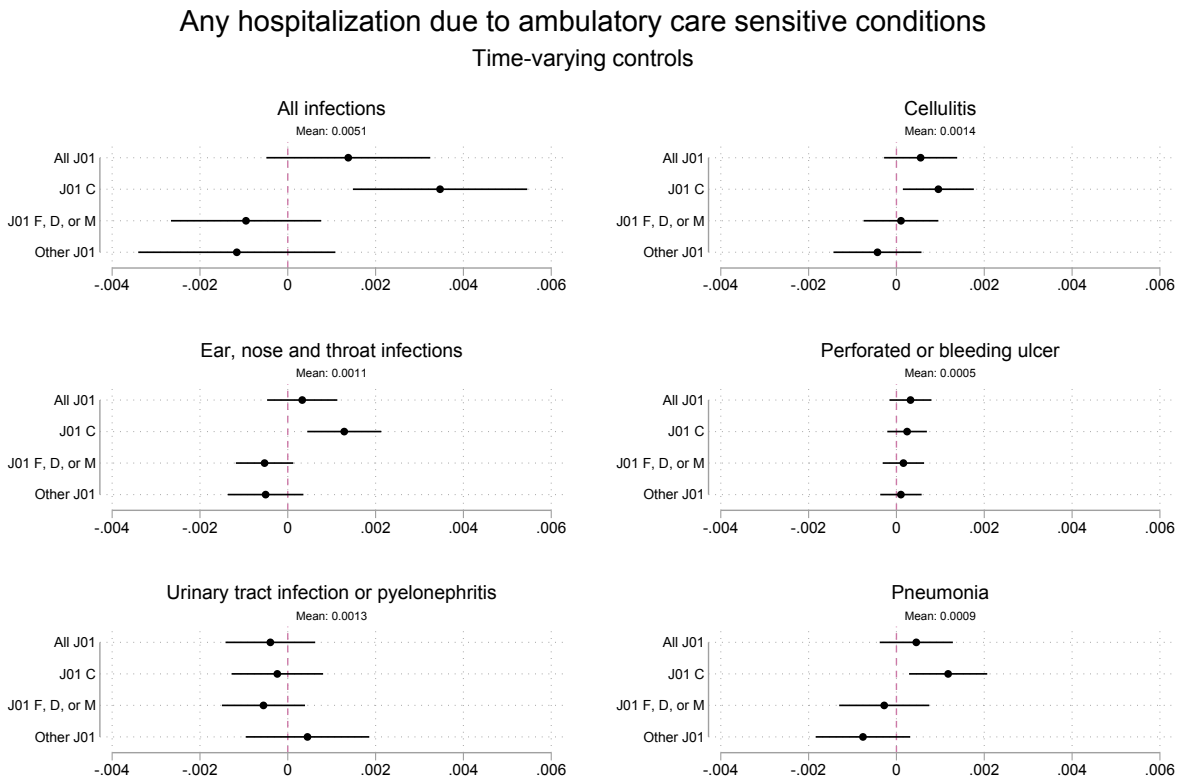 Any hospitalization due to ambulatory care sensitive conditions
Time-varying controls
All infections
Mean: 0.0051
All J01
J01 C
J01 F, D, or M
Other J01
-.004 -.002 0 .002 .004 .006
Cellulitis
Mean: 0.0014
All J01
J01 C
J01 F, D, or M
Other J01
-.004 -.002 0 .002 .004 .006
Ear, nose and throat infections
Mean: 0.0011
All J01
J01 C
J01 F, D, or M
Other J01
-.004 -.002 0 .002 .004 .006
Perforated or bleeding ulcer
Mean: 0.0005
All J01
J01 C
J01 F, D, or M
Other J01
-.004 -.002 0 .002 .004 .006
Urinary tract infection or pyelonephritis
Mean: 0.0013
All J01
J01 C
J01 F, D, or M
Other J01
-.004 -.002 0 .002 .004 .006
Pneumonia
Mean: 0.0009
All J01
J01 C
J01 F, D, or M
Other J01
-.004 -.002 0 .002 .004 .006